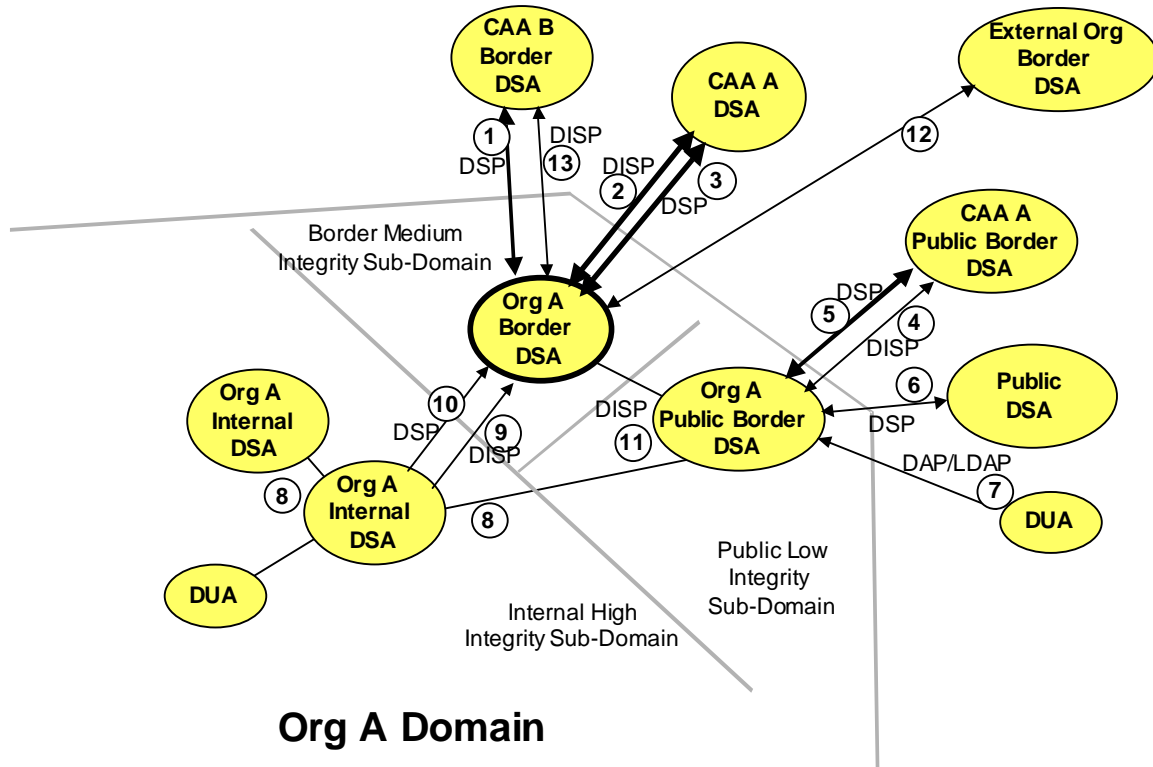 CAA B
Border
DSA
CAA A
DSA
External Org
Border
DSA
1
DSP
DISP
13
DISP
2
3
DSP
12
CAA A
Public Border
DSA
Border Medium
Integrity Sub-Domain
Org A
Border
DSA
5
DSP
4
DISP
Org A
Internal
DSA
10
DSP
9
DISP
DISP
11
Org A
Public Border
DSA
6
DSP
Public
DSA
DAP/LDAP
7
DUA
8
Org A
Internal
DSA
8
DUA
Public Low
Integrity
Sub-Domain
Internal High
Integrity Sub-Domain
Org A Domain